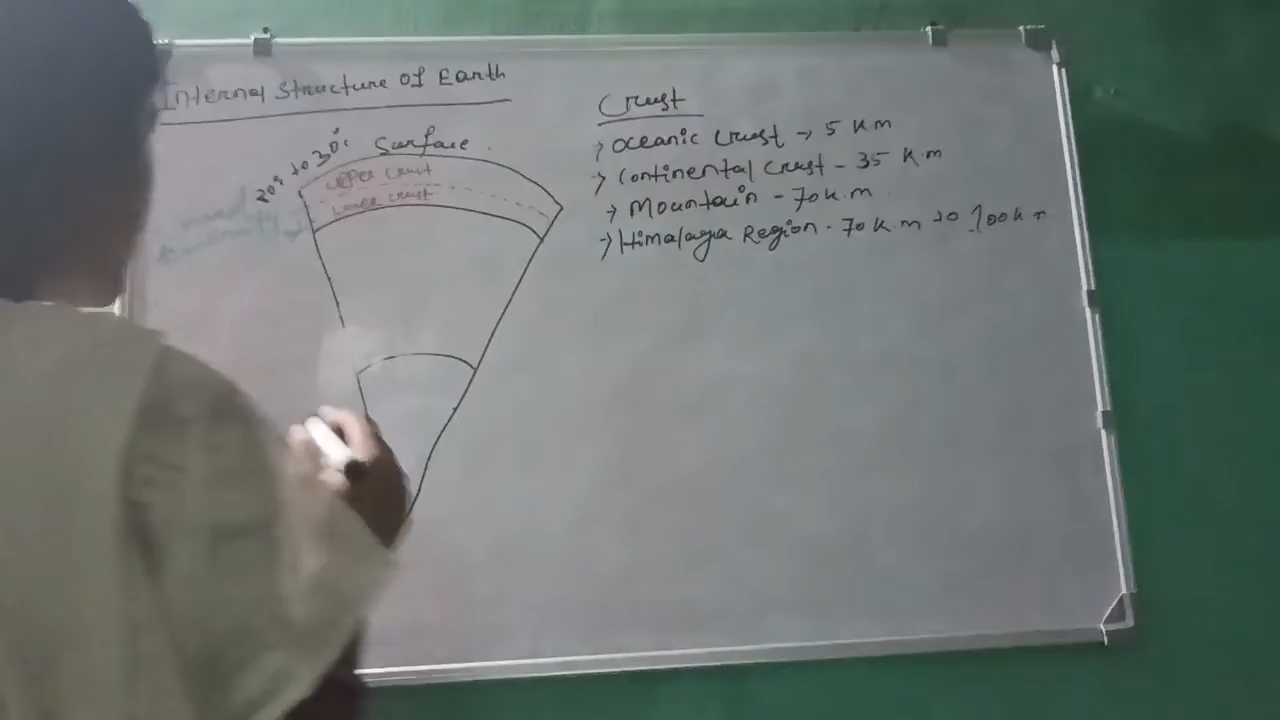 Internal Structure Of Earth
Surface
20° to 30°c
Upper Crust
Lower Crust
Crust
→ Oceanic Crust → 5 K.m
→ Continental Crust - 35 K.m
→ Mountain - 70 K.m.
→ Himalaya Region - 70 K m to 100 K m